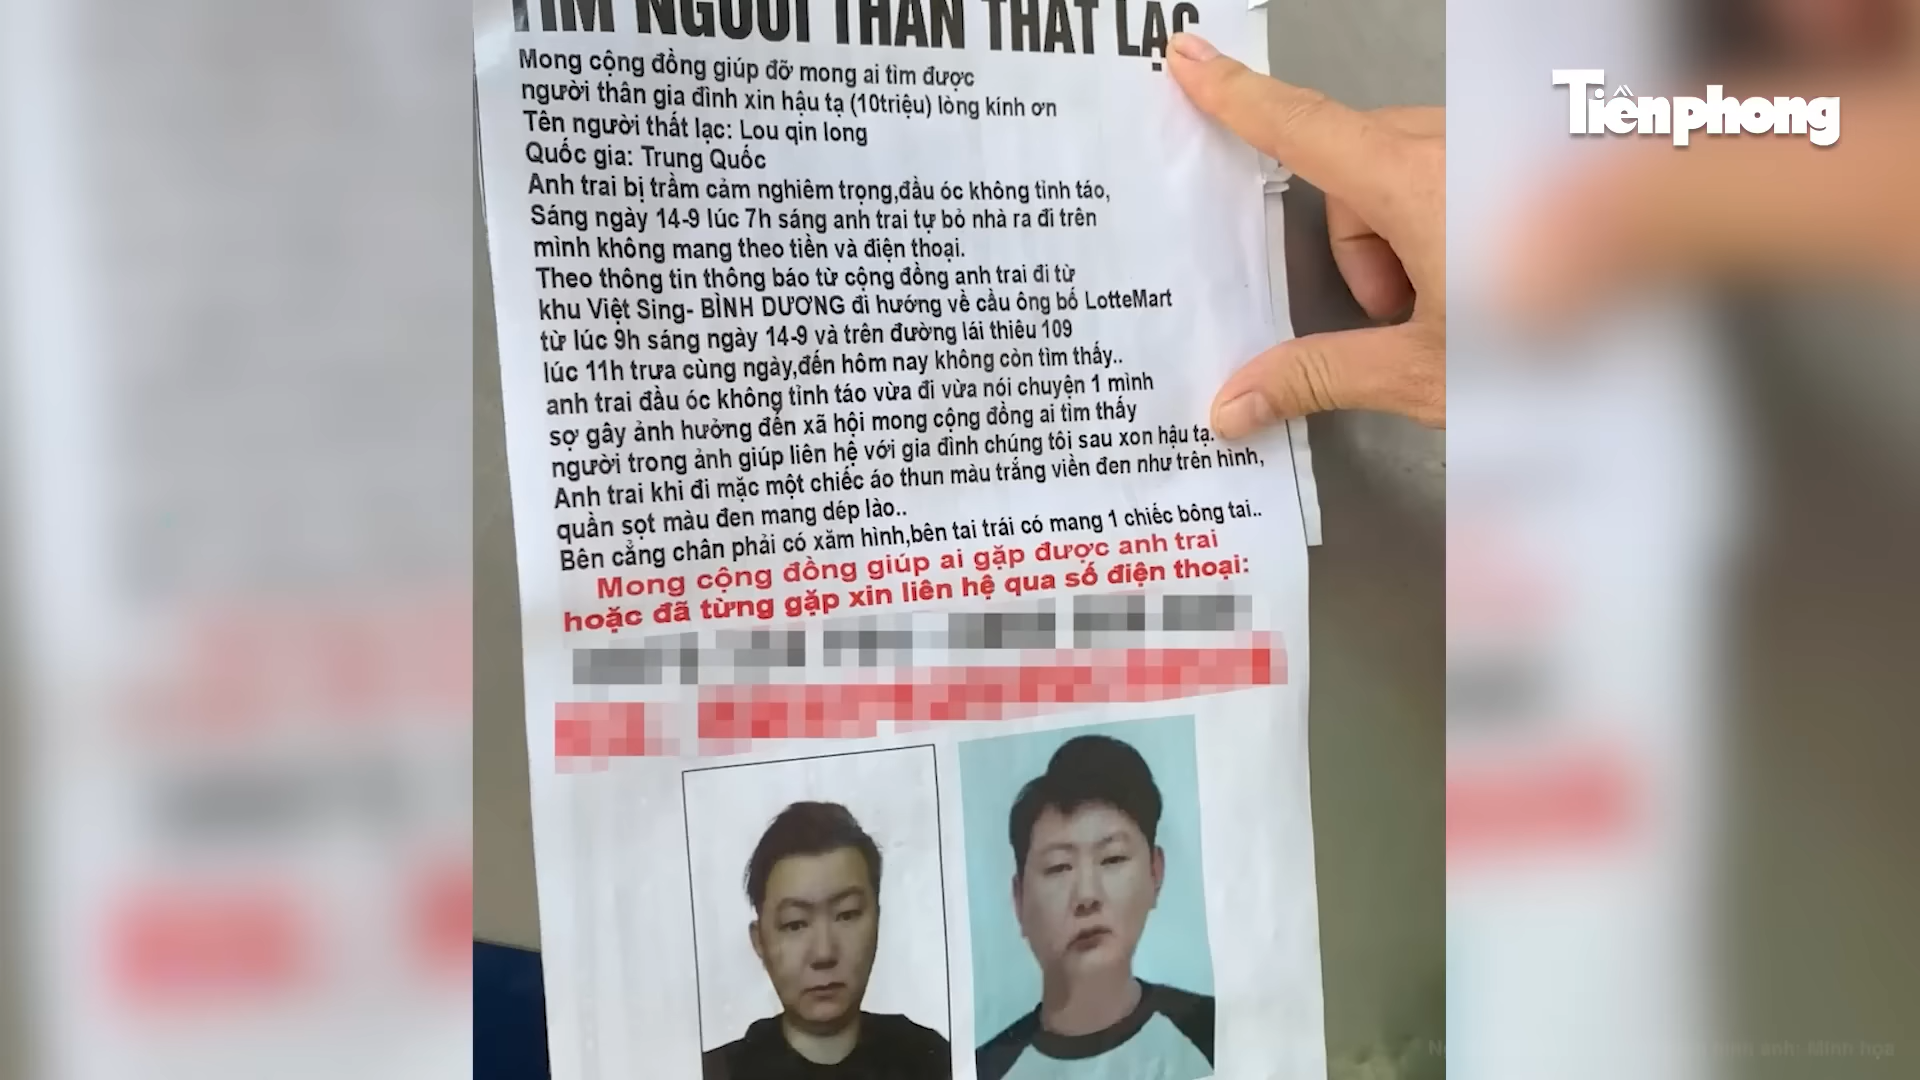 TÌM NGƯỜI THÂN THẤT LẠC
Mong cộng đồng giúp đỡ mong ai tìm được
người thân gia đình xin hậu tạ (10triệu) lòng kính ơn
Tên người thất lạc: Lou qin long
Quốc gia: Trung Quốc
Anh trai bị trầm cảm nghiêm trọng,đầu óc không tỉnh táo,
Sáng ngày 14-9 lúc 7h sáng anh trai tự bỏ nhà ra đi trên
mình không mang theo tiền và điện thoại.
Theo thông tin thông báo từ cộng đồng anh trai đi từ
khu Việt Sing- BÌNH DƯƠNG đi hướng về cầu ông bố LotteMart
từ lúc 9h sáng ngày 14-9 và trên đường lái thiêu 109
lúc 11h trưa cùng ngày,đến hôm nay không còn tìm thấy..
anh trai đầu óc không tỉnh táo vừa đi vừa nói chuyện 1 mình
sợ gây ảnh hưởng đến xã hội mong cộng đồng ai tìm thấy
người trong ảnh giúp liên hệ với gia đình chúng tôi sau xon hậu tạ.
Anh trai khi đi mặc một chiếc áo thun màu trắng viền đen như trên hình,
quần sọt màu đen mang dép lào..
Bên cẳng chân phải có xăm hình,bên tai trái có mang 1 chiếc bông tai..
Mong cộng đồng giúp ai gặp được anh trai
hoặc đã từng gặp xin liên hệ qua số điện thoại:
Tiềnphong
ảnh: Minh họa